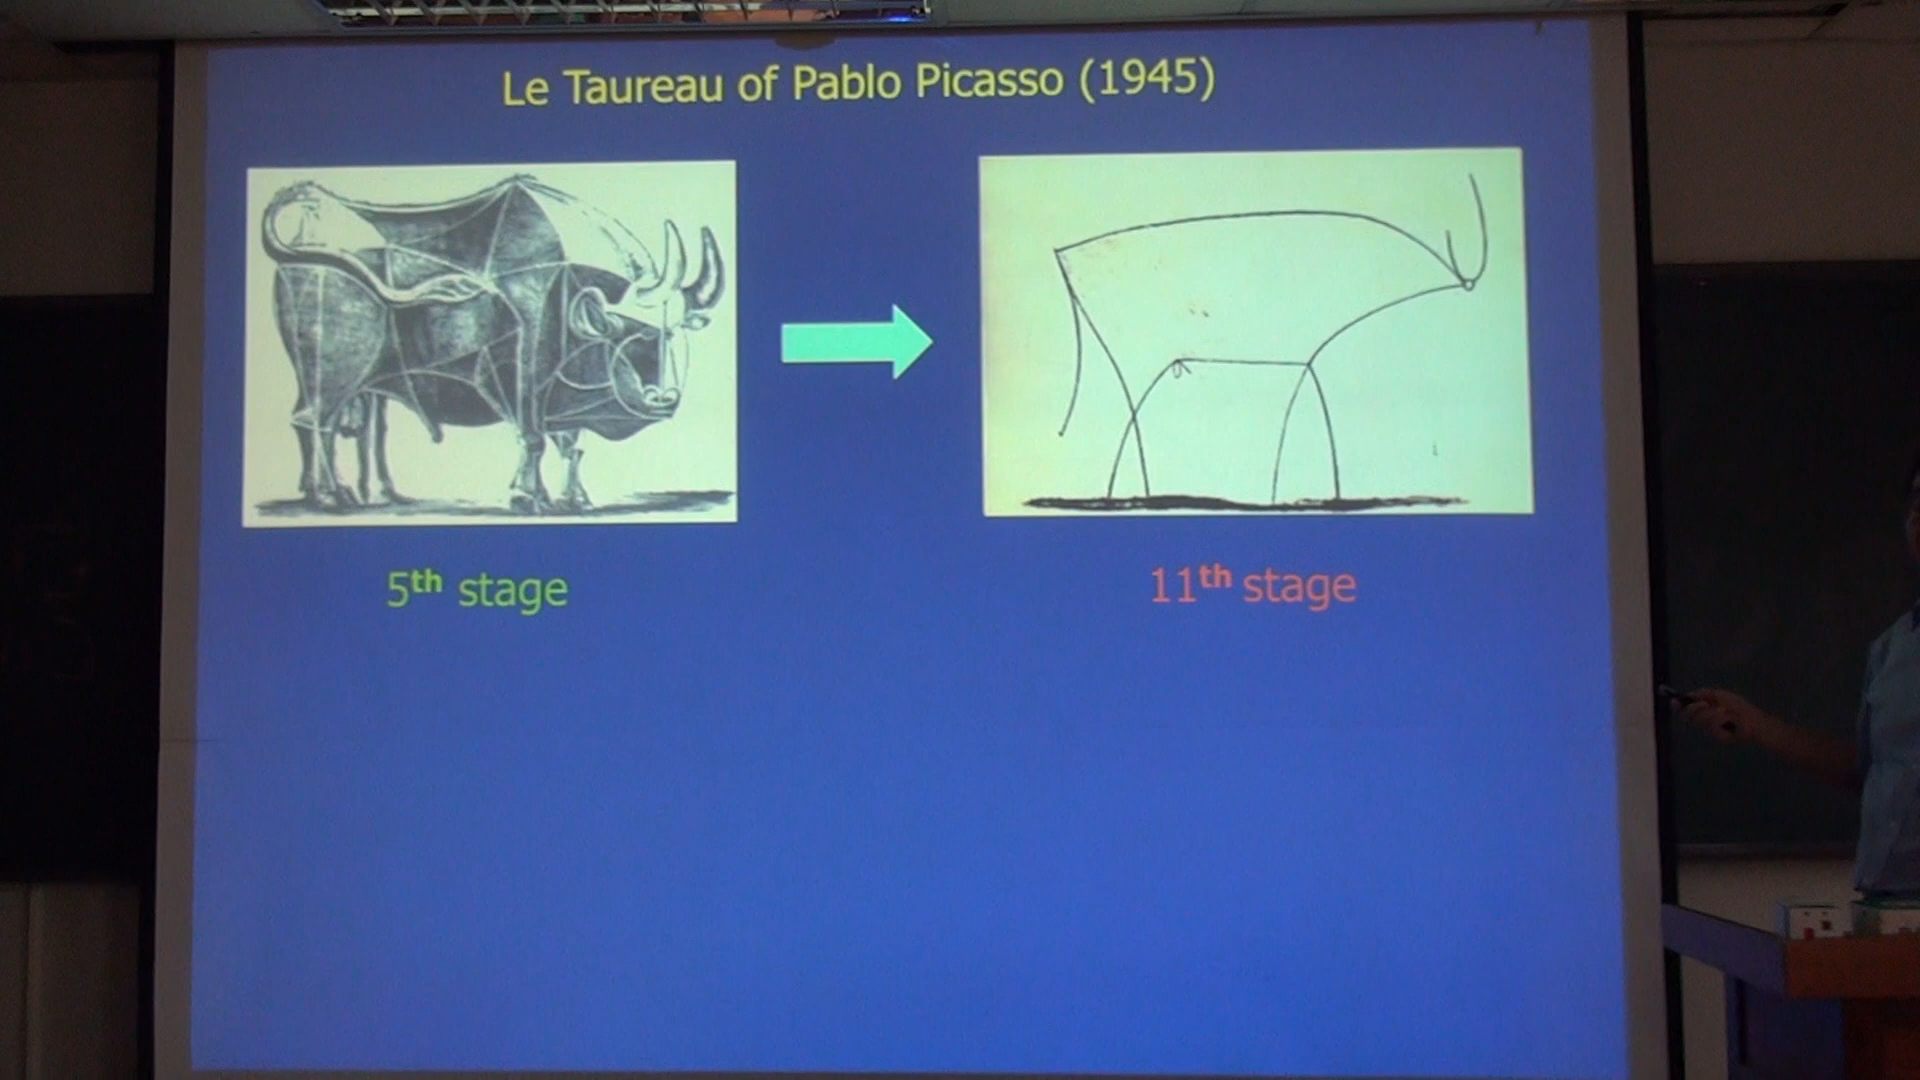 Le Taureau of Pablo Picasso (1945)
5th stage
11th stage